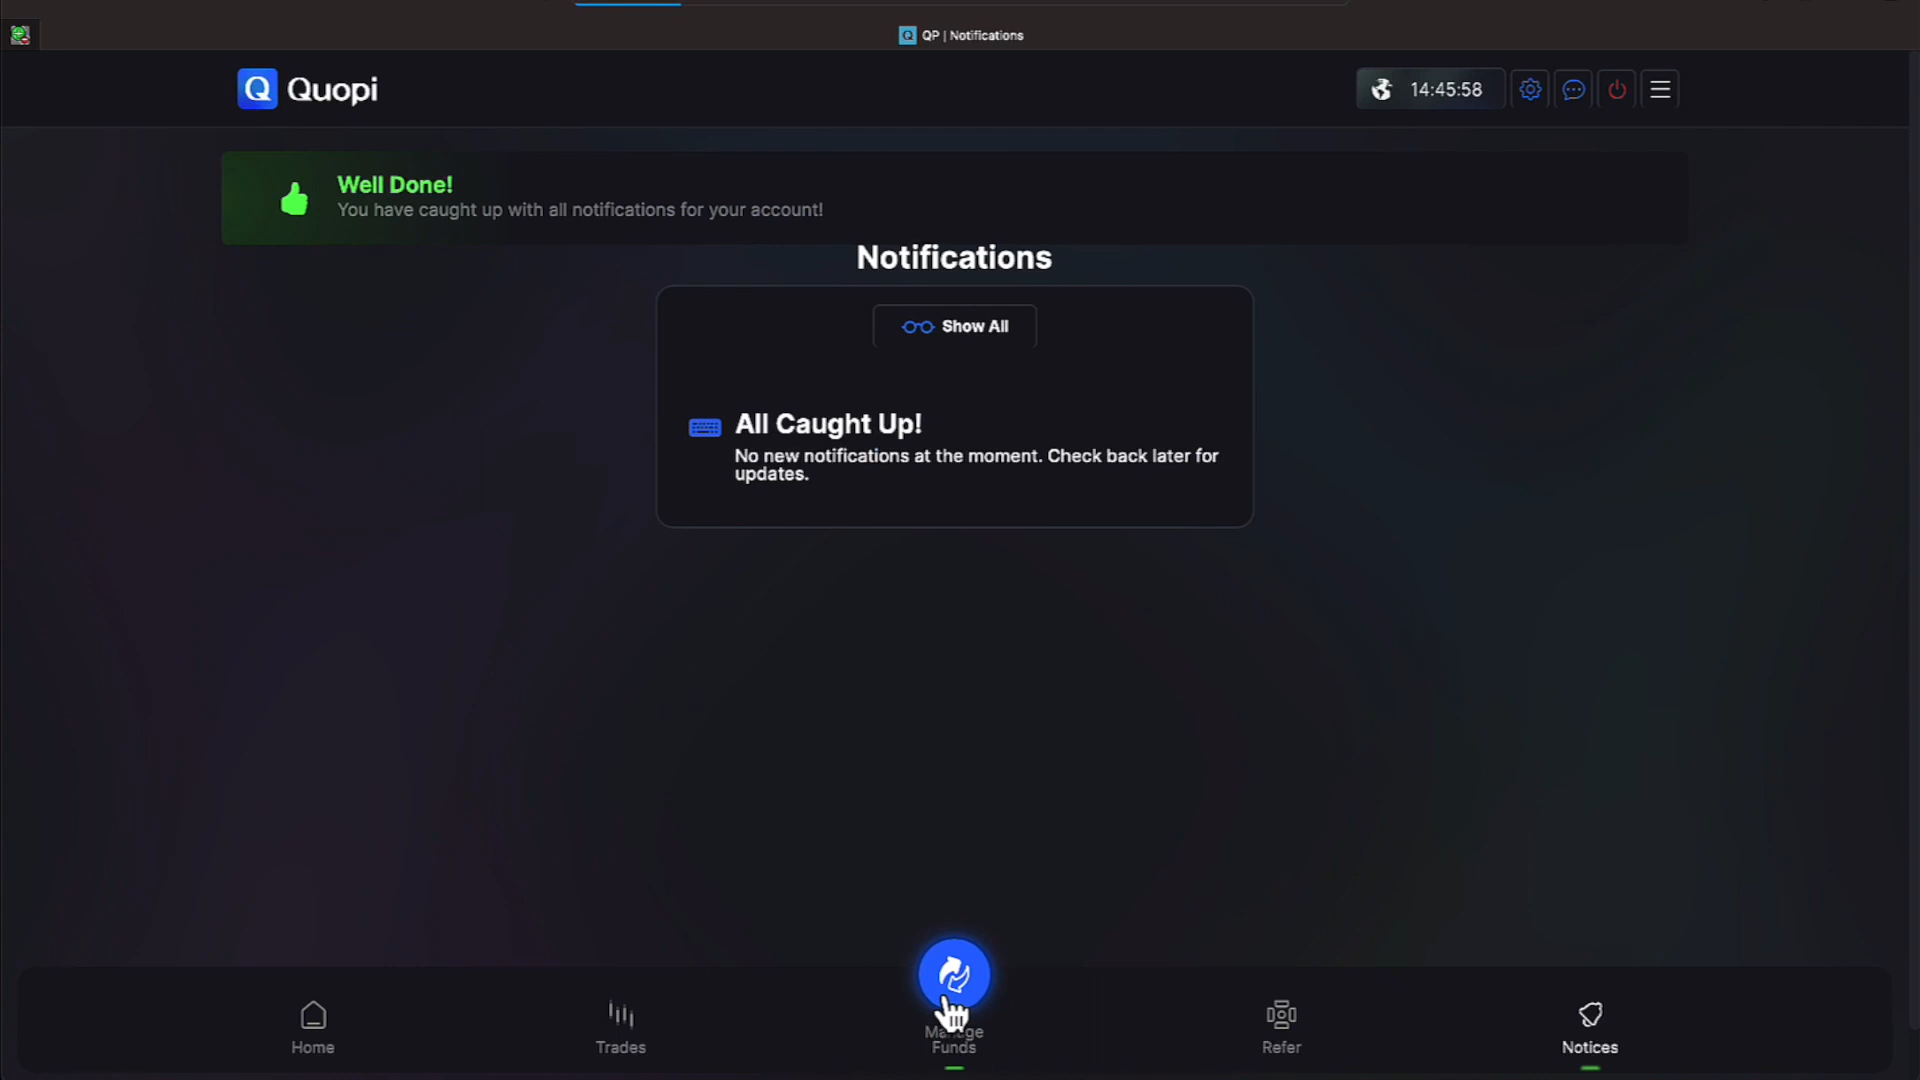 QP | Notifications
Quopi
14:45:58
Well Done!
You have caught up with all notifications for your account!
Notifications
Show All
All Caught Up!
No new notifications at the moment. Check back later for
updates.
Home
Trades
Manage
Funds
Refer
Notices